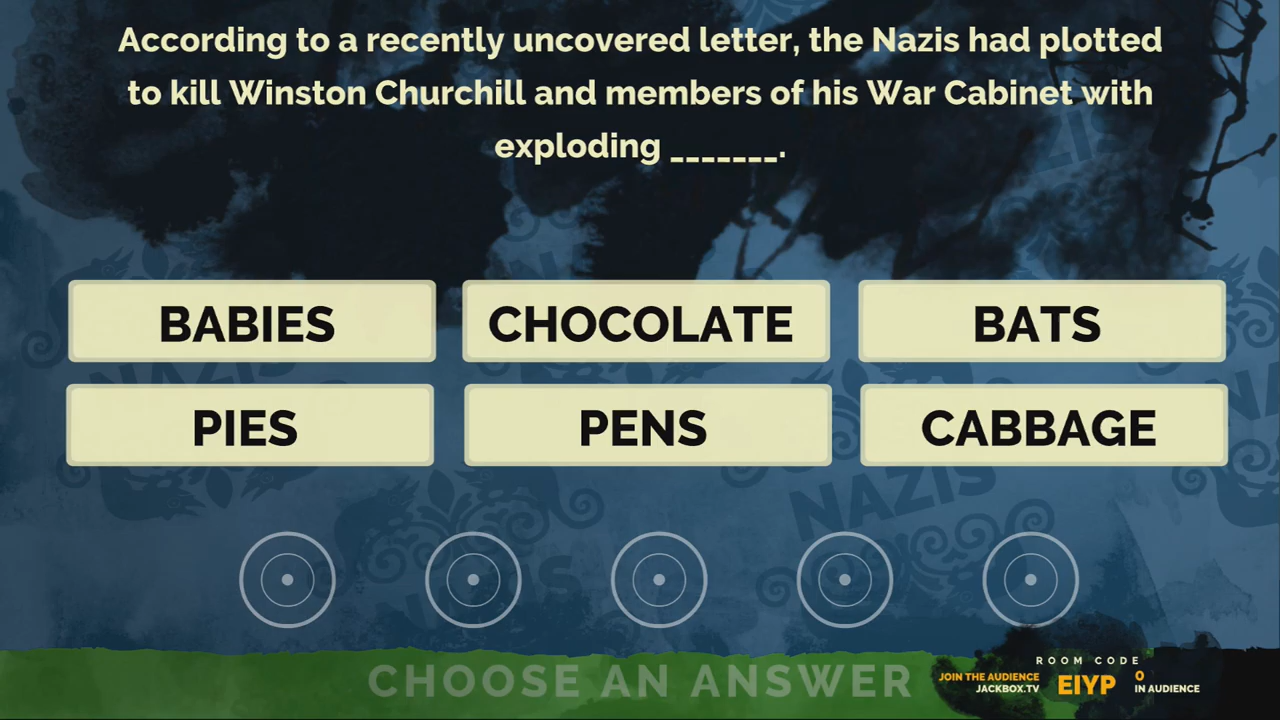 According to a recently uncovered letter, the Nazis had plotted
to kill Winston Churchill and members of his War Cabinet with
exploding _______.
BABIES
CHOCOLATE
BATS
PIES
PENS
CABBAGE
NAZIS
CHOOSE AN ANSWER
ROOM CODE
JOIN THE AUDIENCE
JACKBOX.TV
EIYP
0
IN AUDIENCE